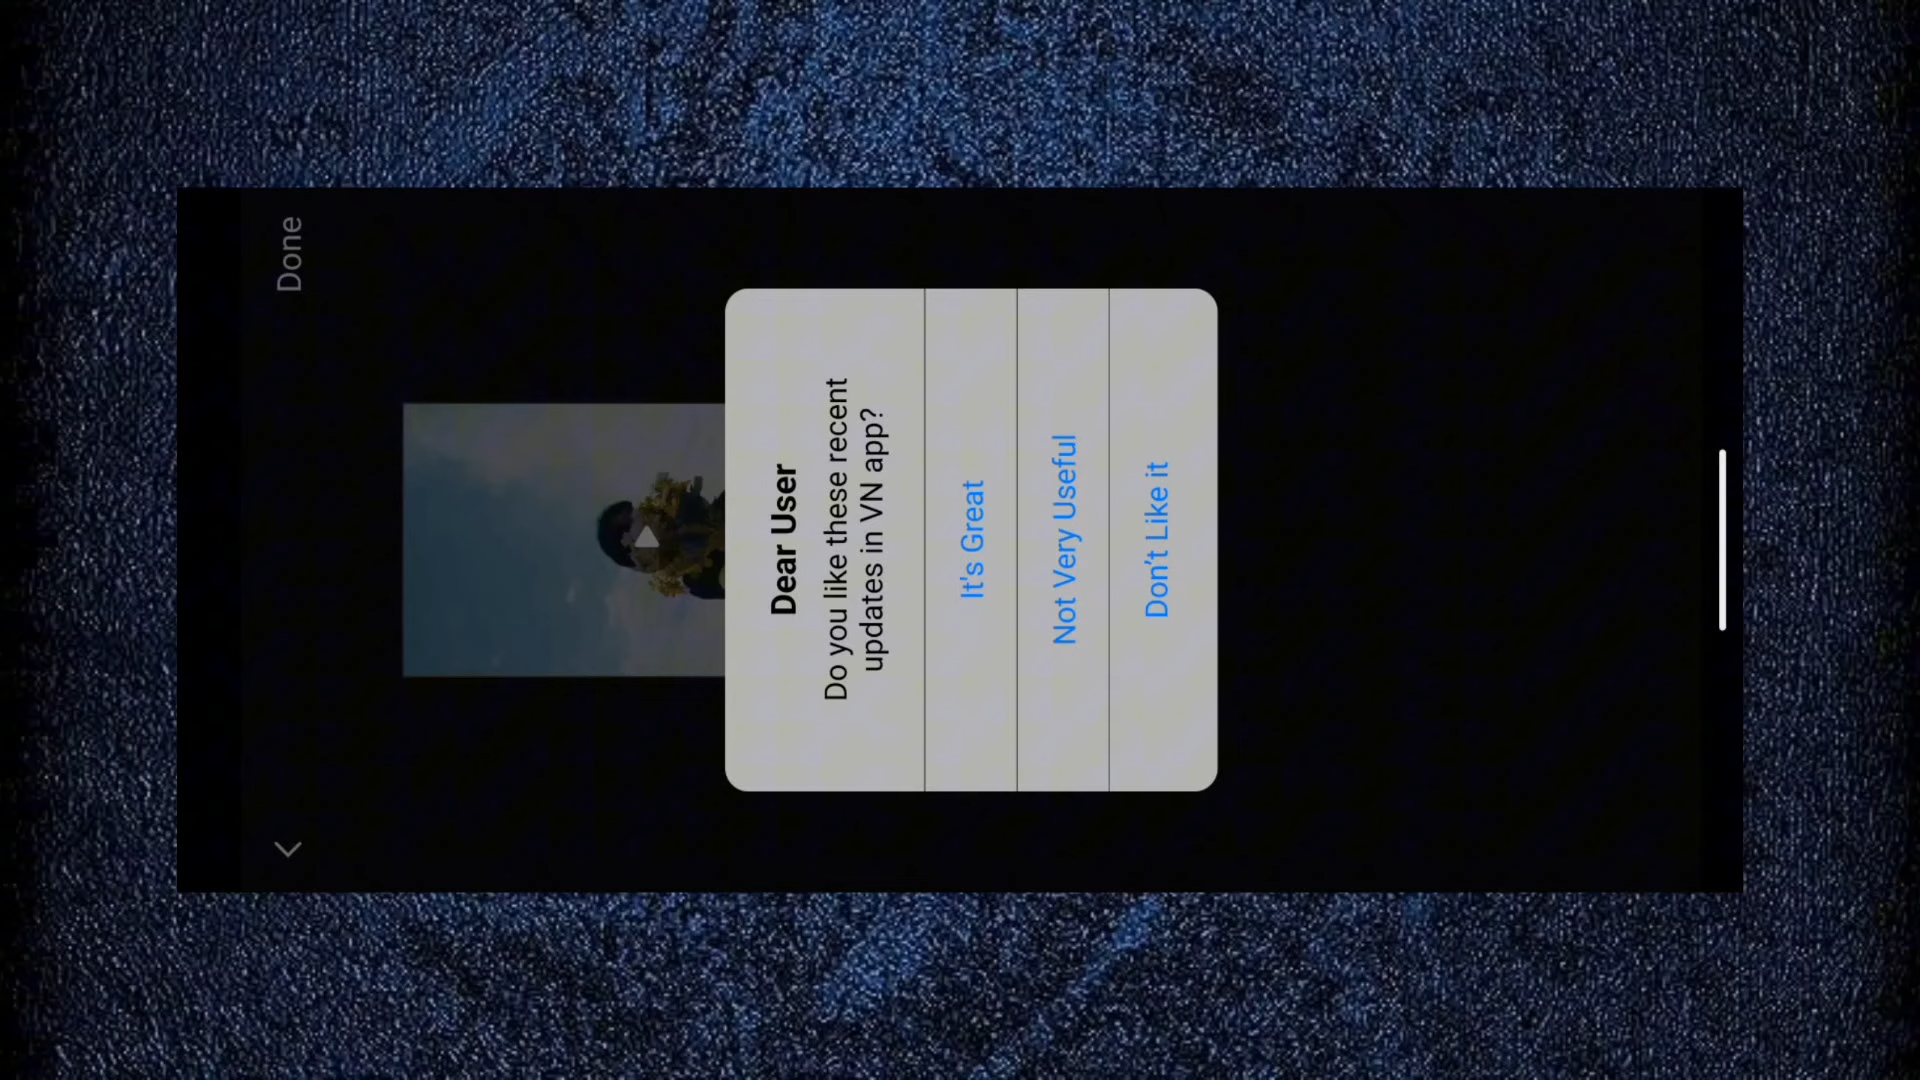 Done
Dear User
Do you like these recent
updates in VN app?
It's Great
Not Very Useful
Don't Like it